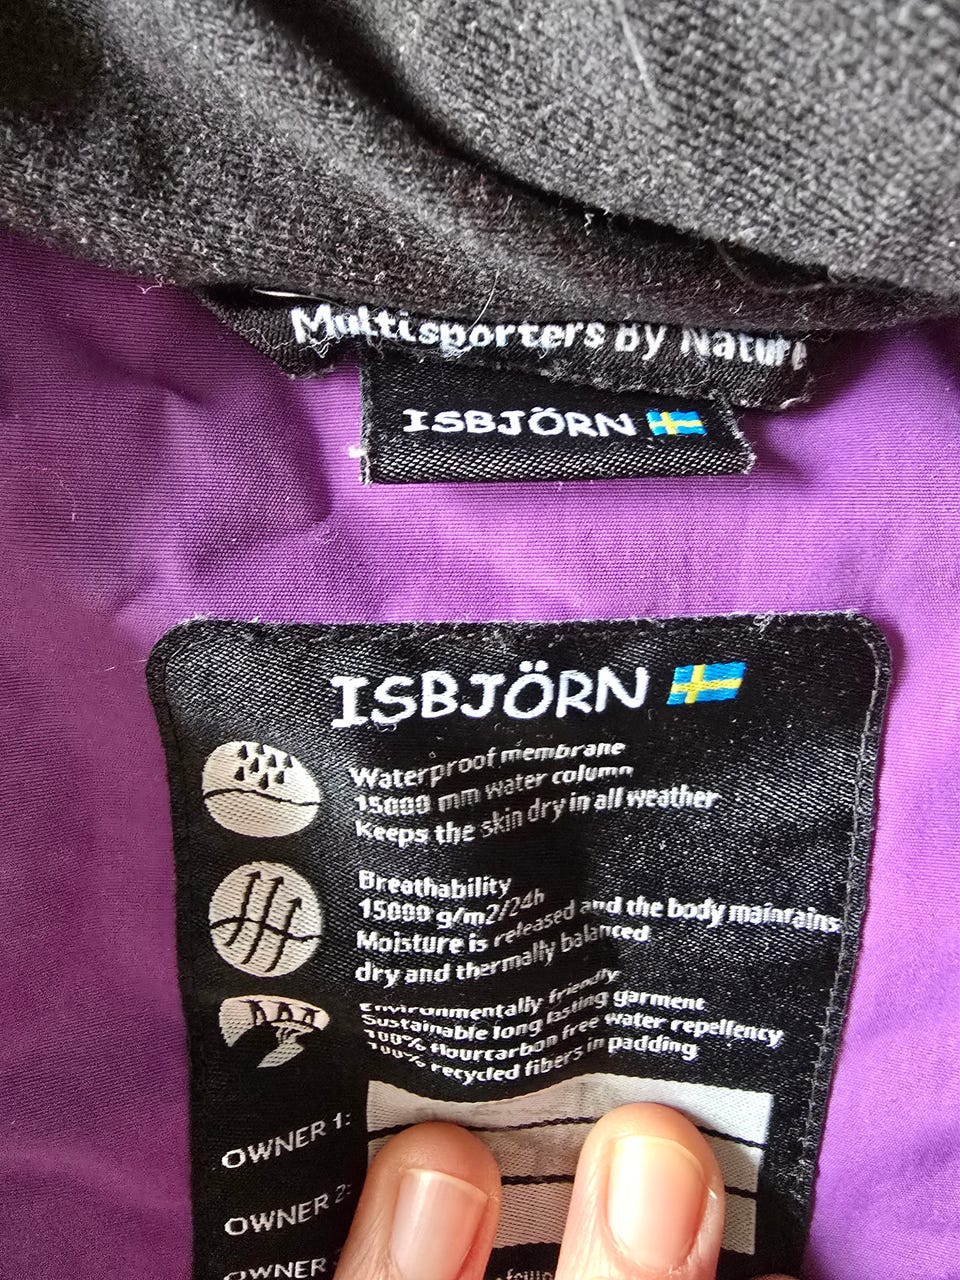 Multisporters By Nature
ISBJÖRN
ISBJÖRN
Waterproof membrane
15000 mm water column
Keeps the skin dry in all weather
Breathability
15000 g/m2/24h
Moisture is released and the body maintains
dry and thermally balanced
Environmentally friendly
Sustainable long lasting garment
100% flourcarbon free water repellency
100% recycled fibers in padding
OWNER 1:
OWNER 2:
OWNER